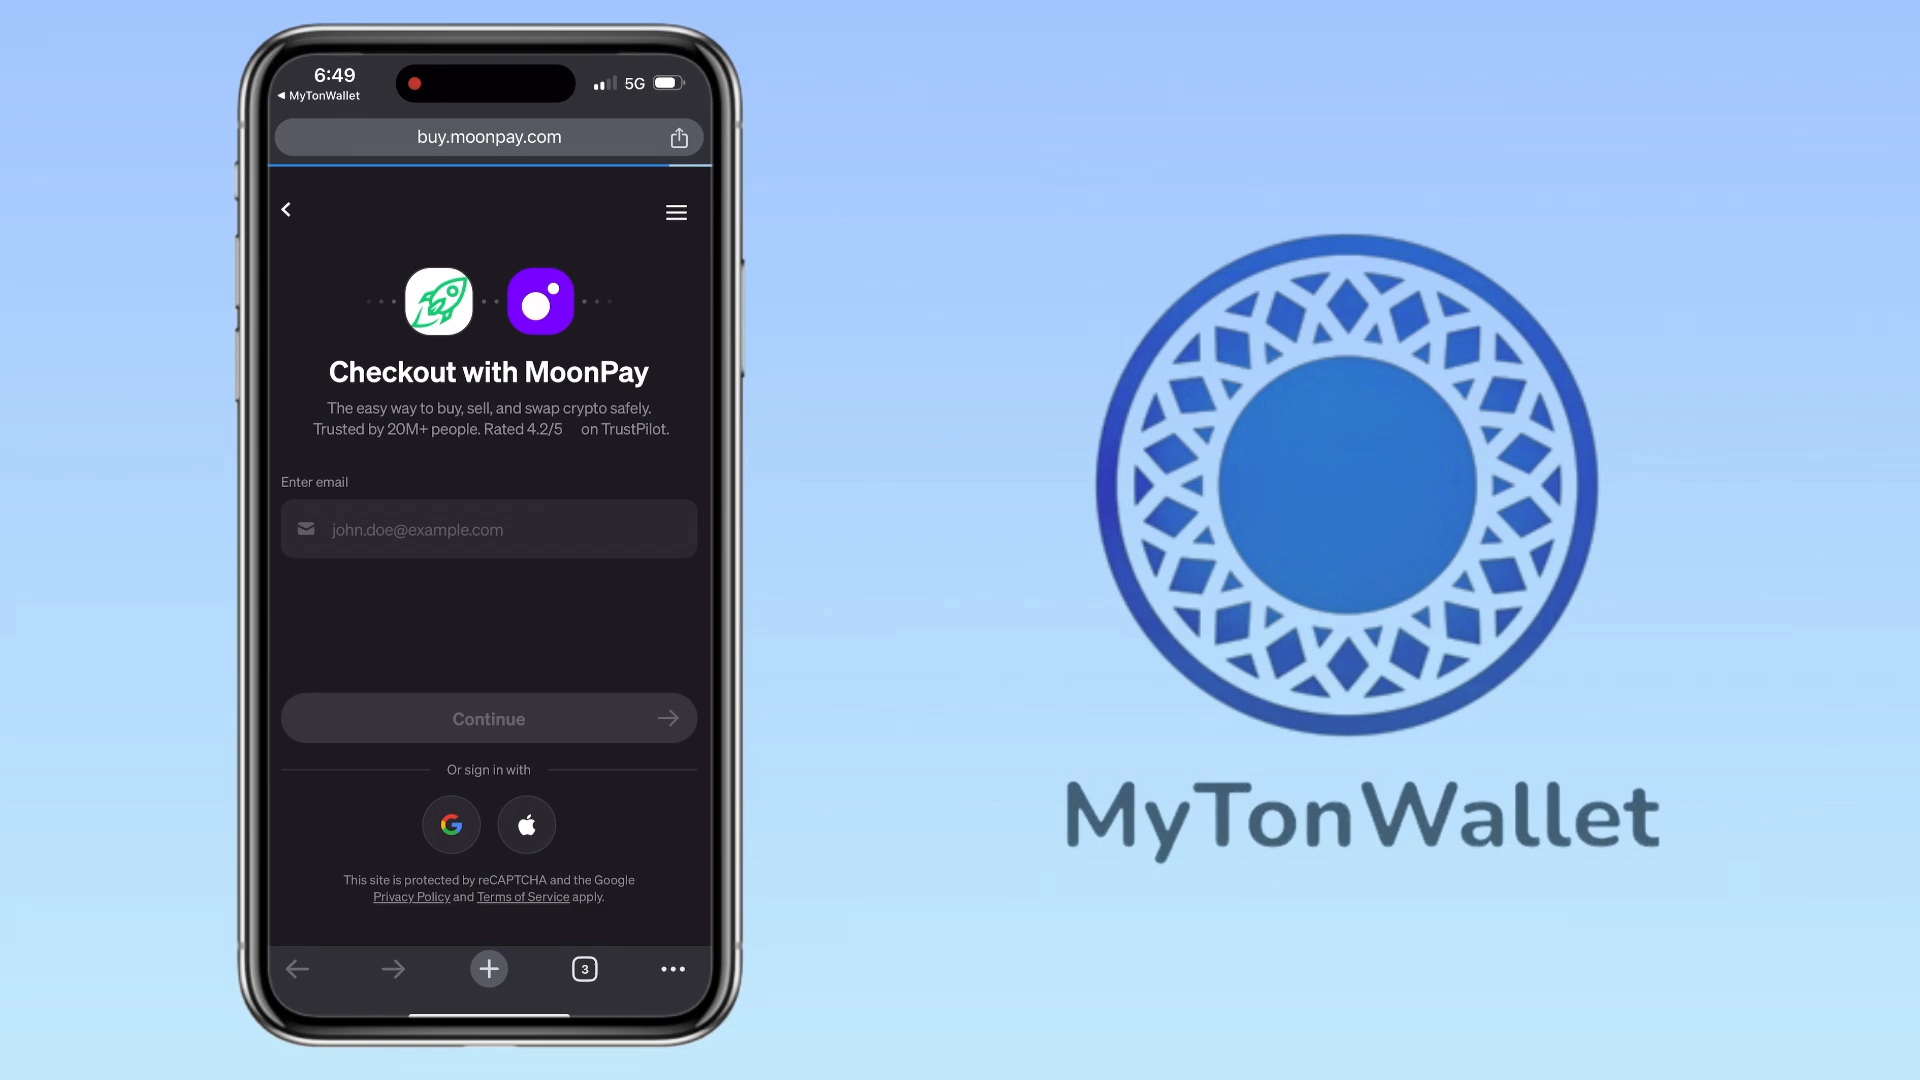 6:49
MyTonWallet
5G
buy.moonpay.com
Checkout with MoonPay
The easy way to buy, sell, and swap crypto safely.
Trusted by 20M+ people. Rated 4.2/5 on TrustPilot.
Enter email
john.doe@example.com
Continue
Or sign in with
This site is protected by reCAPTCHA and the Google
Privacy Policy and Terms of Service apply.
3
MyTonWallet